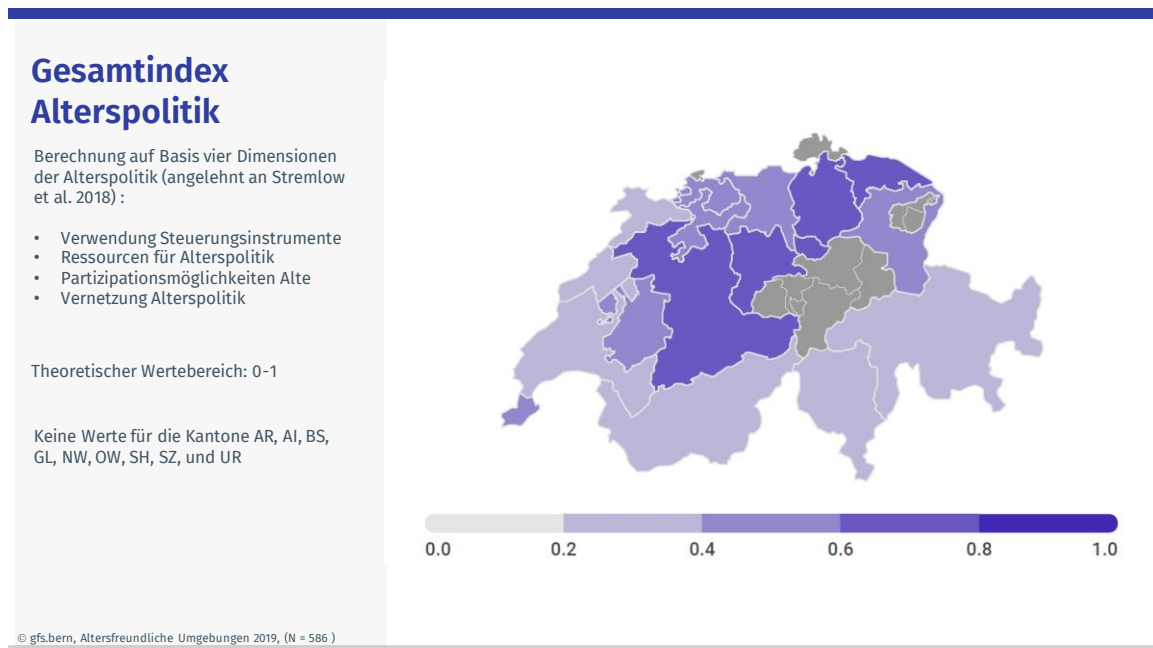 Gesamtindex
Alterspolitik
Berechnung auf Basis vier Dimensionen
der Alterspolitik (angelehnt an Stremlow
et al. 2018) :
• Verwendung Steuerungsinstrumente
• Ressourcen für Alterspolitik
• Partizipationsmöglichkeiten Alte
• Vernetzung Alterspolitik
Theoretischer Wertebereich: 0-1
Keine Werte für die Kantone AR, AI, BS,
GL, NW, OW, SH, SZ, und UR
0.0 0.2 0.4 0.6 0.8 1.0
© gfs.bern, Altersfreundliche Umgebungen 2019, (N = 586 )